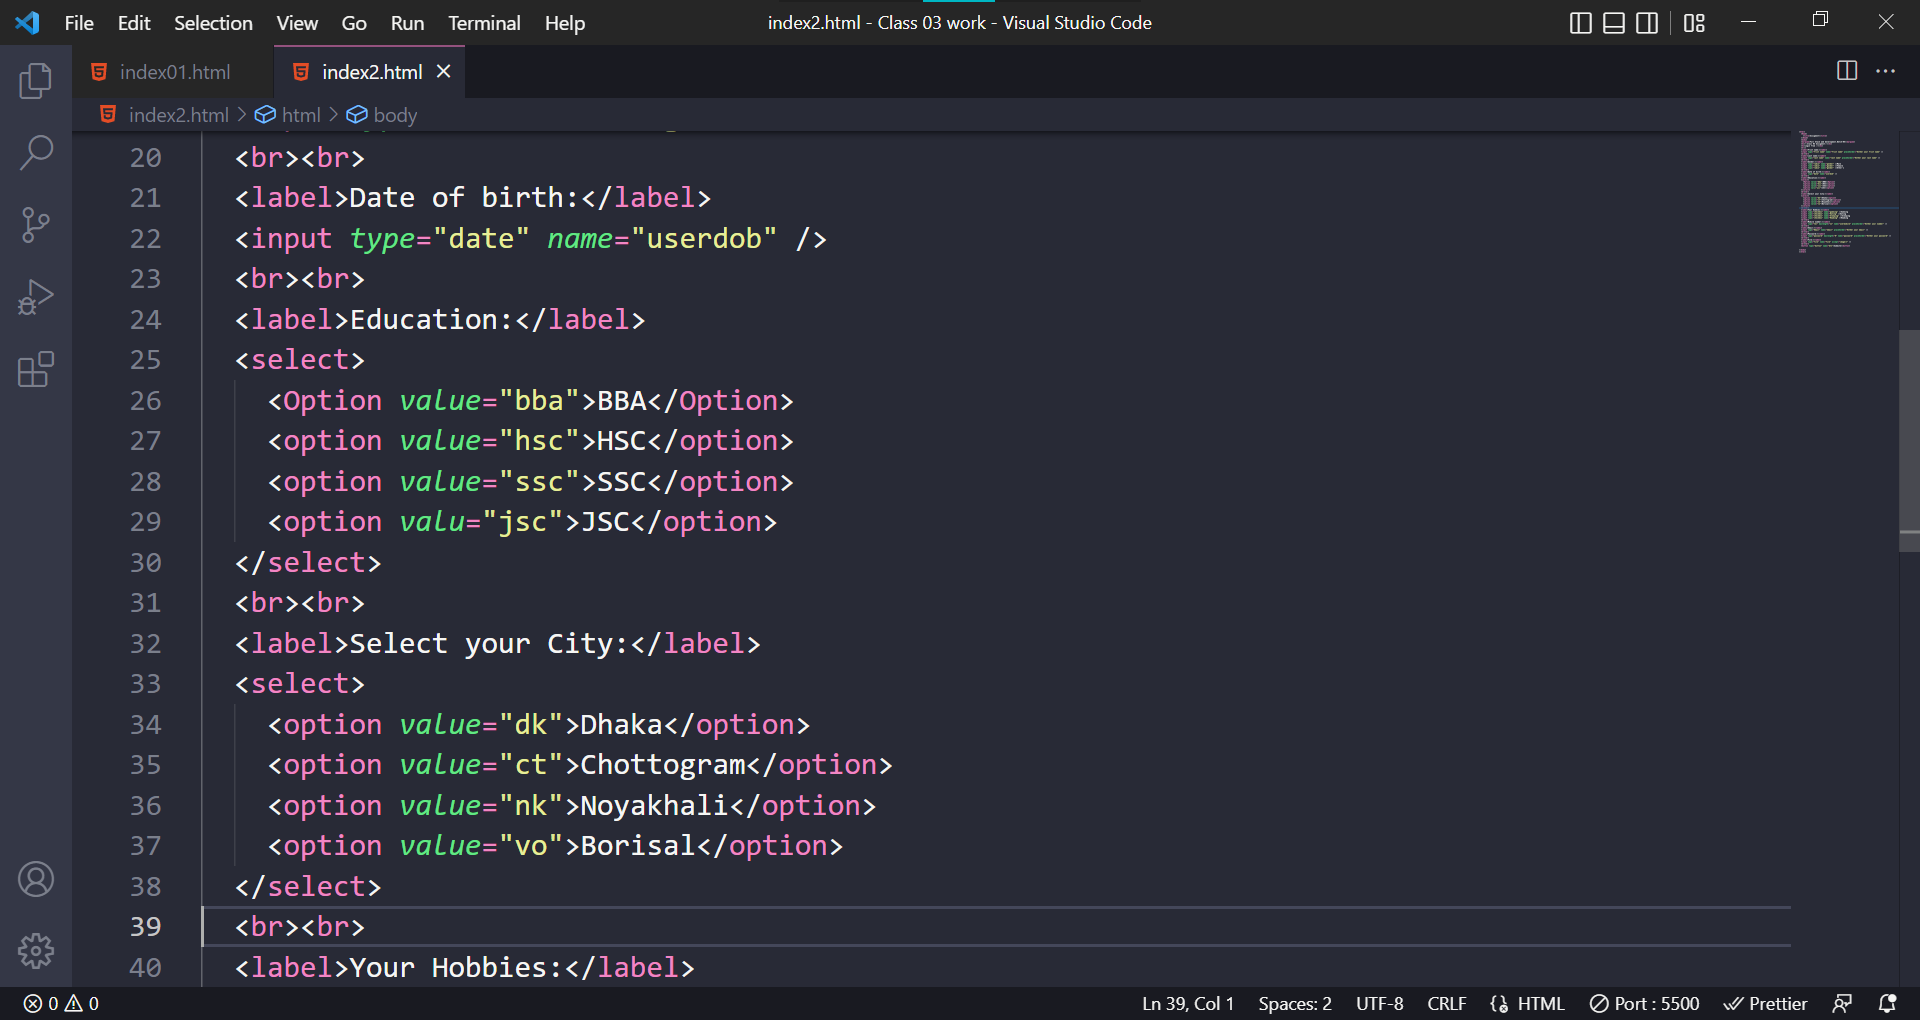 File Edit Selection View Go Run Terminal Help index2.html - Class 03 work - Visual Studio Code
index01.html index2.html
index2.html > html > body
20 <br><br>
21 <label>Date of birth:</label>
22 <input type="date" name="userdob" />
23 <br><br>
24 <label>Education:</label>
25 <select>
26 <Option value="bba">BBA</Option>
27 <option value="hsc">HSC</option>
28 <option value="ssc">SSC</option>
29 <option valu="jsc">JSC</option>
30 </select>
31 <br><br>
32 <label>Select your City:</label>
33 <select>
34 <option value="dk">Dhaka</option>
35 <option value="ct">Chottogram</option>
36 <option value="nk">Noyakhali</option>
37 <option value="vo">Borisal</option>
38 </select>
39 <br><br>
40 <label>Your Hobbies:</label>
0 0 Ln 39, Col 1 Spaces: 2 UTF-8 CRLF HTML Port : 5500 Prettier